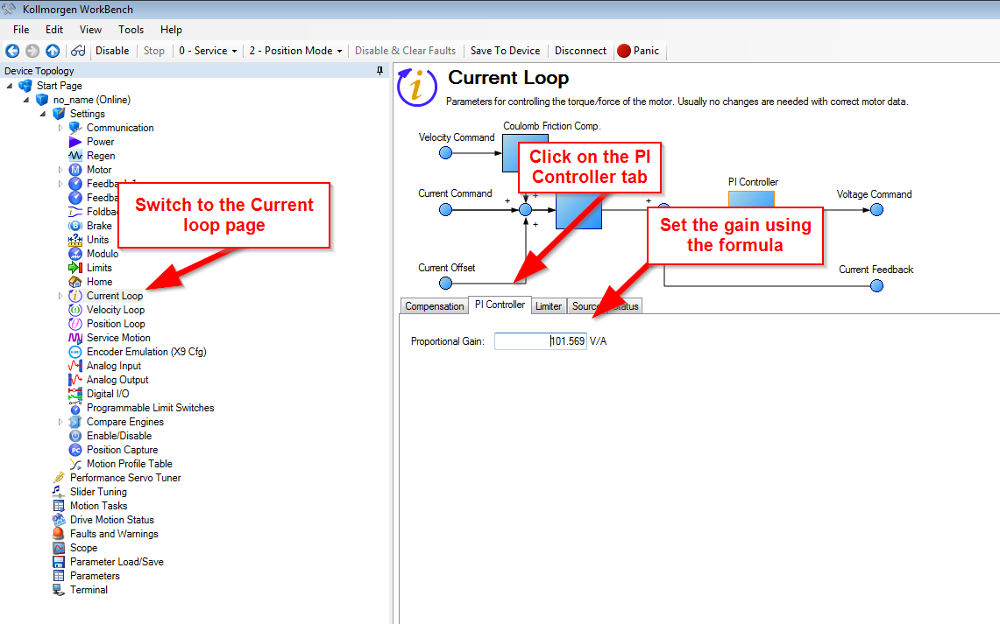 Kollmorgen WorkBench
File Edit View Tools Help
Disable Stop 0 - Service 2 - Position Mode Disable & Clear Faults Save To Device Disconnect Panic
Device Topology
Start Page
no_name (Online)
Settings
Communication
Power
Regen
Motor
Feedback 1
Feedba
Foldba
Brake
Units
Modulo
Limits
Home
Current Loop
Velocity Loop
Position Loop
Service Motion
Encoder Emulation (X9 Cfg)
Analog Input
Analog Output
Digital I/O
Programmable Limit Switches
Compare Engines
Enable/Disable
Position Capture
Motion Profile Table
Performance Servo Tuner
Slider Tuning
Motion Tasks
Drive Motion Status
Faults and Warnings
Scope
Parameter Load/Save
Parameters
Terminal
Switch to the Current
loop page
Current Loop
Parameters for controlling the torque/force of the motor. Usually no changes are needed with correct motor data.
Coulomb Friction Comp.
Velocity Command
Click on the PI
Controller tab
Current Command
+
+
+
+
PI Controller
Voltage Command
Set the gain using
the formula
Current Offset
Current Feedback
Compensation PI Controller Limiter Source Status
Proportional Gain: 101.569 V/A